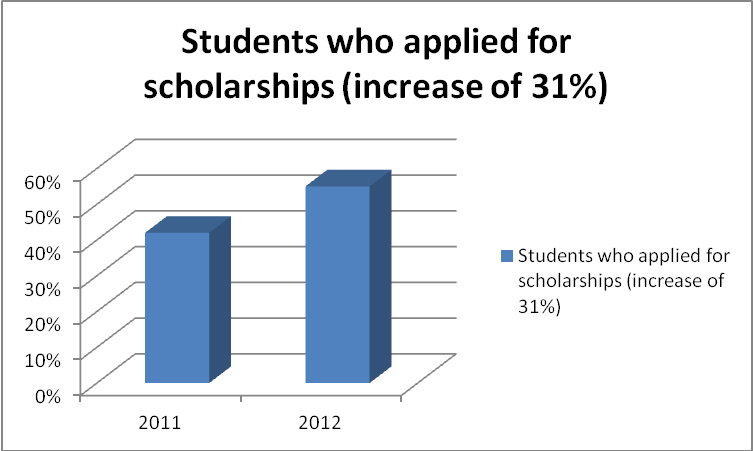 Students who applied for
scholarships (increase of 31%)
60%
50%
40%
30%
20%
10%
0%
2011 2012
Students who applied for
scholarships (increase of
31%)